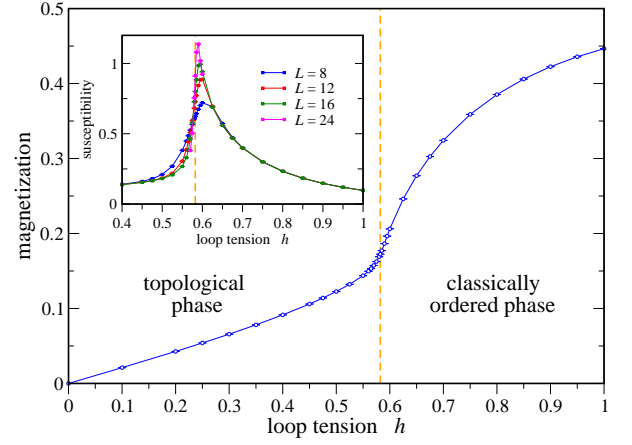 0.5
0.4
0.3
0.2
0.1
0
magnetization
1
0.5
0
susceptibility
L = 8
L = 12
L = 16
L = 24
0.4 0.5 0.6 0.7 0.8 0.9 1
loop tension h
topological
phase
classically
ordered phase
0 0.1 0.2 0.3 0.4 0.5 0.6 0.7 0.8 0.9 1
loop tension h